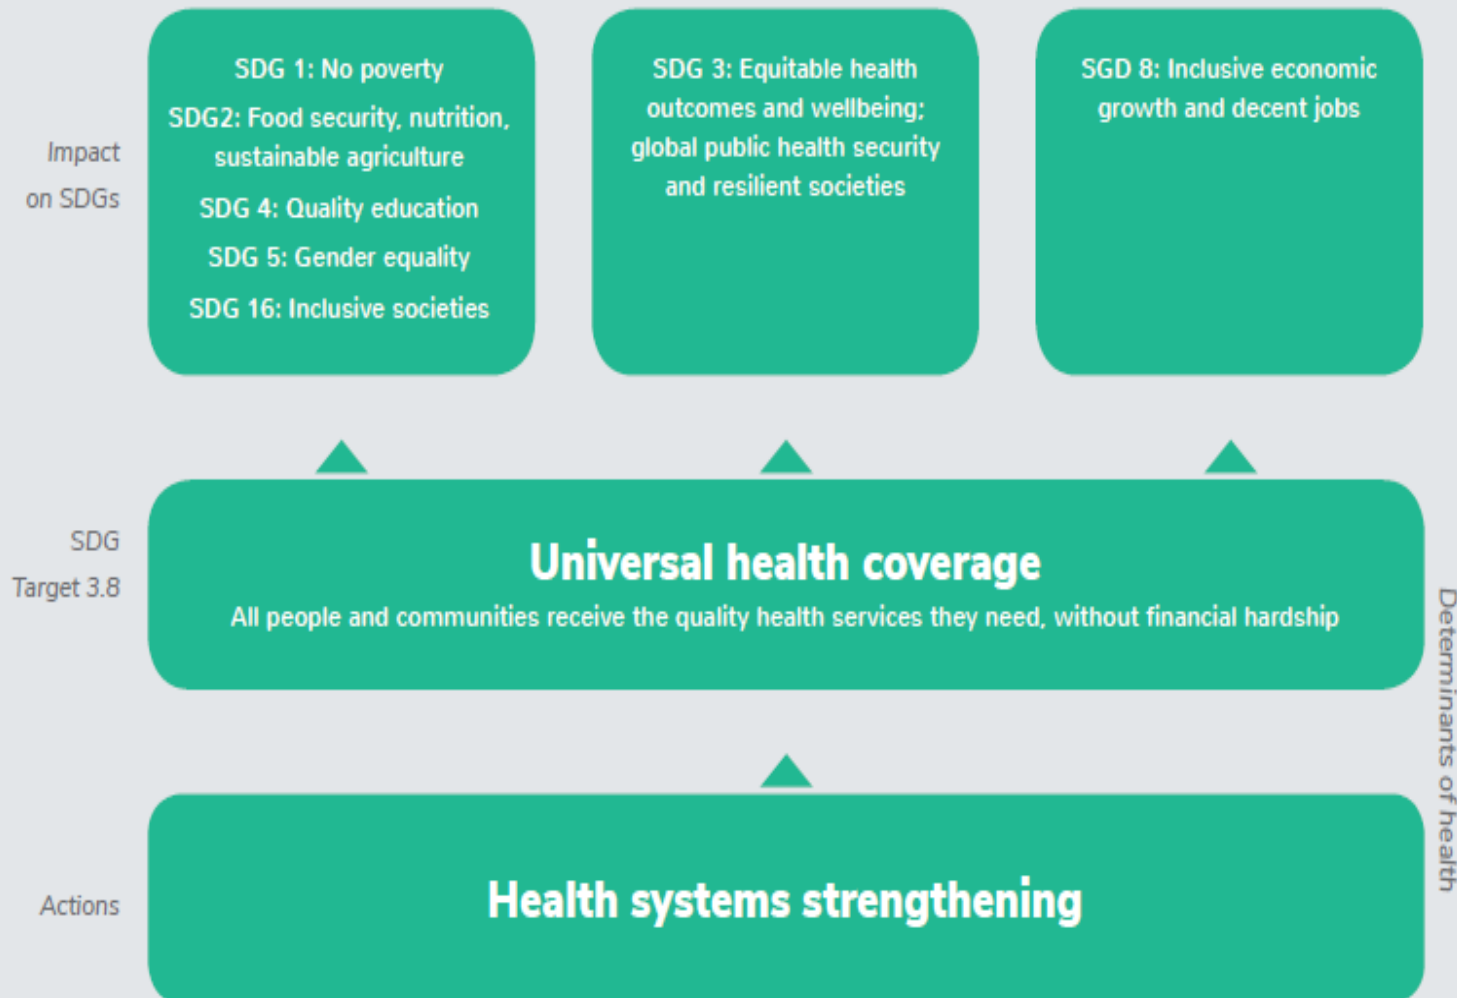 Impact
on SDGs
SDG 1: No poverty
SDG2: Food security, nutrition,
sustainable agriculture
SDG 4: Quality education
SDG 5: Gender equality
SDG 16: Inclusive societies
SDG 3: Equitable health
outcomes and wellbeing;
global public health security
and resilient societies
SGD 8: Inclusive economic
growth and decent jobs
SDG
Target 3.8
Universal health coverage
All people and communities receive the quality health services they need, without financial hardship
Actions
Health systems strengthening
Determinants of health